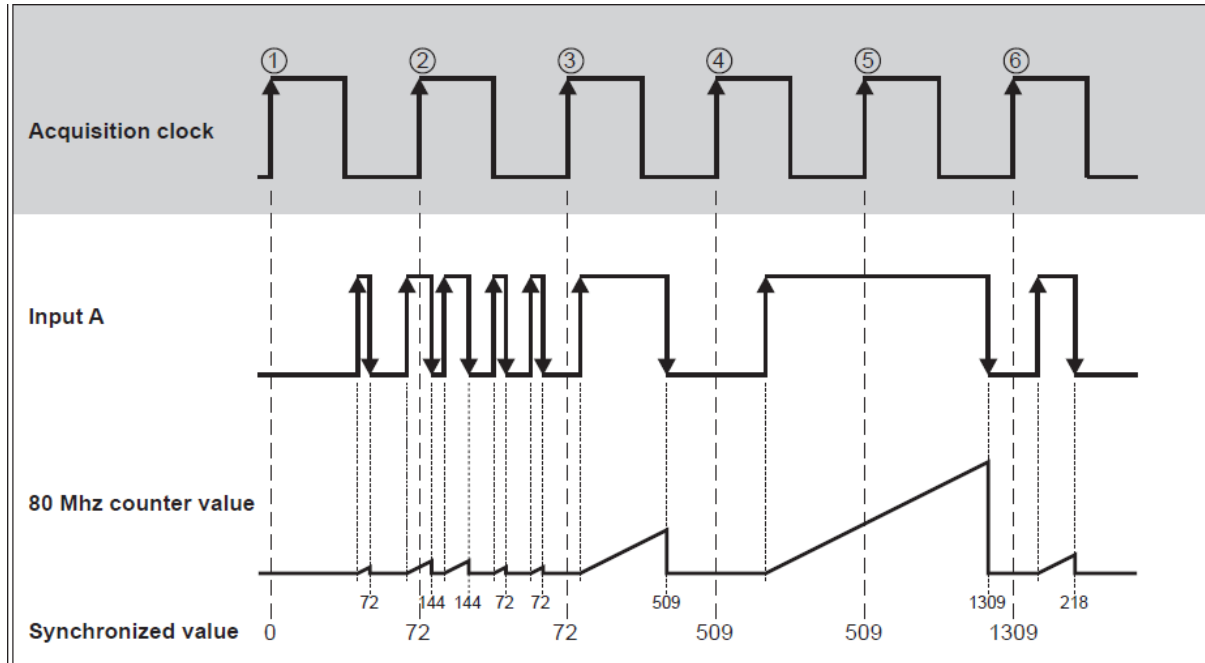 ① ② ③ ④ ⑤ ⑥
Acquisition clock
Input A
80 Mhz counter value
72 144 144 72 72 509 1309 218
Synchronized value 0 72 72 509 509 1309